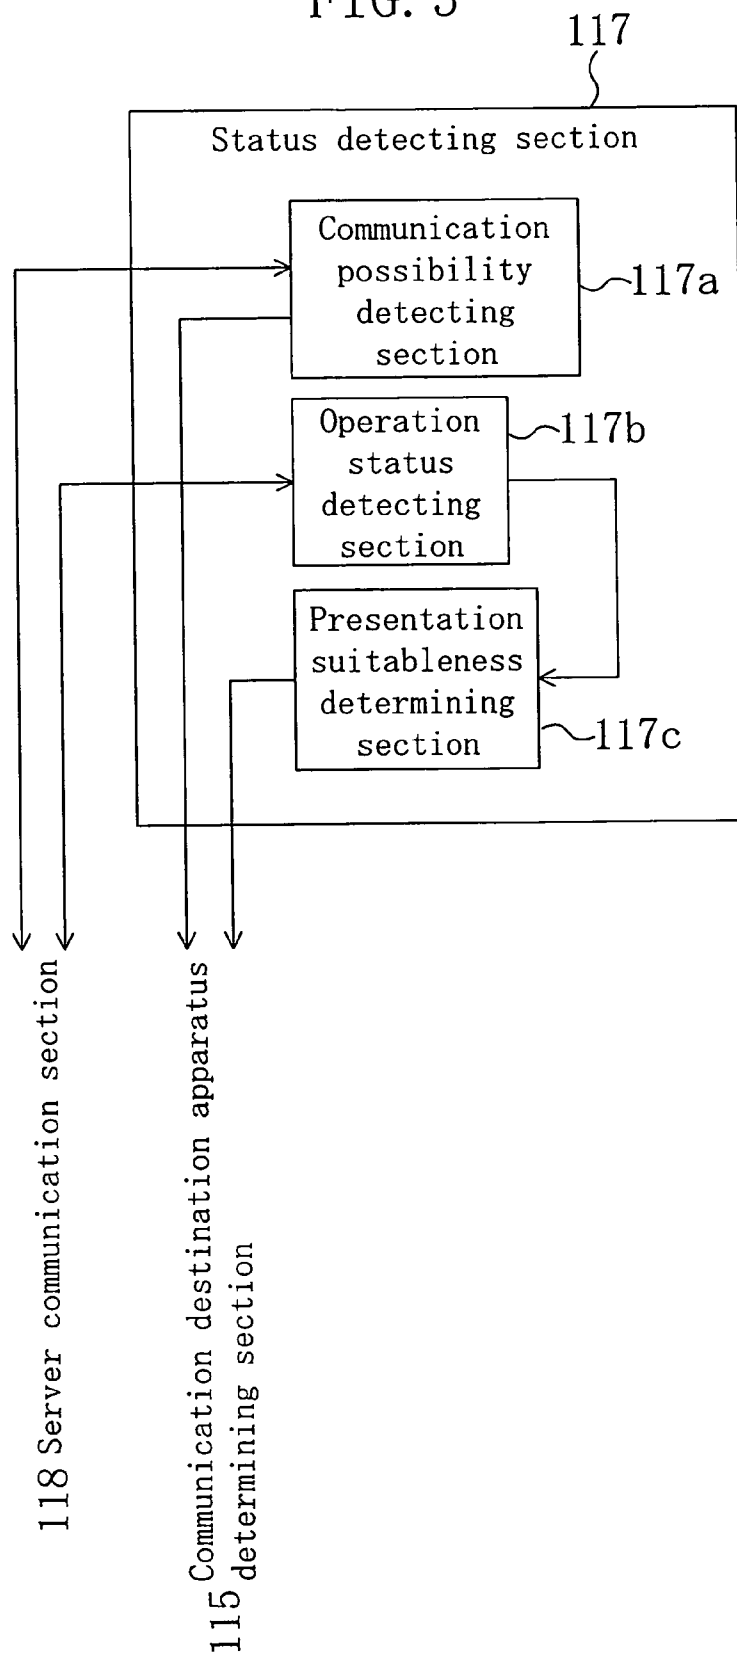 FIG. 5
117
Status detecting section
Communication
possibility
detecting
section
117a
Operation
status
detecting
section
117b
Presentation
suitableness
determining
section
117c
118 Server communication section
115 Communication destination apparatus
determining section